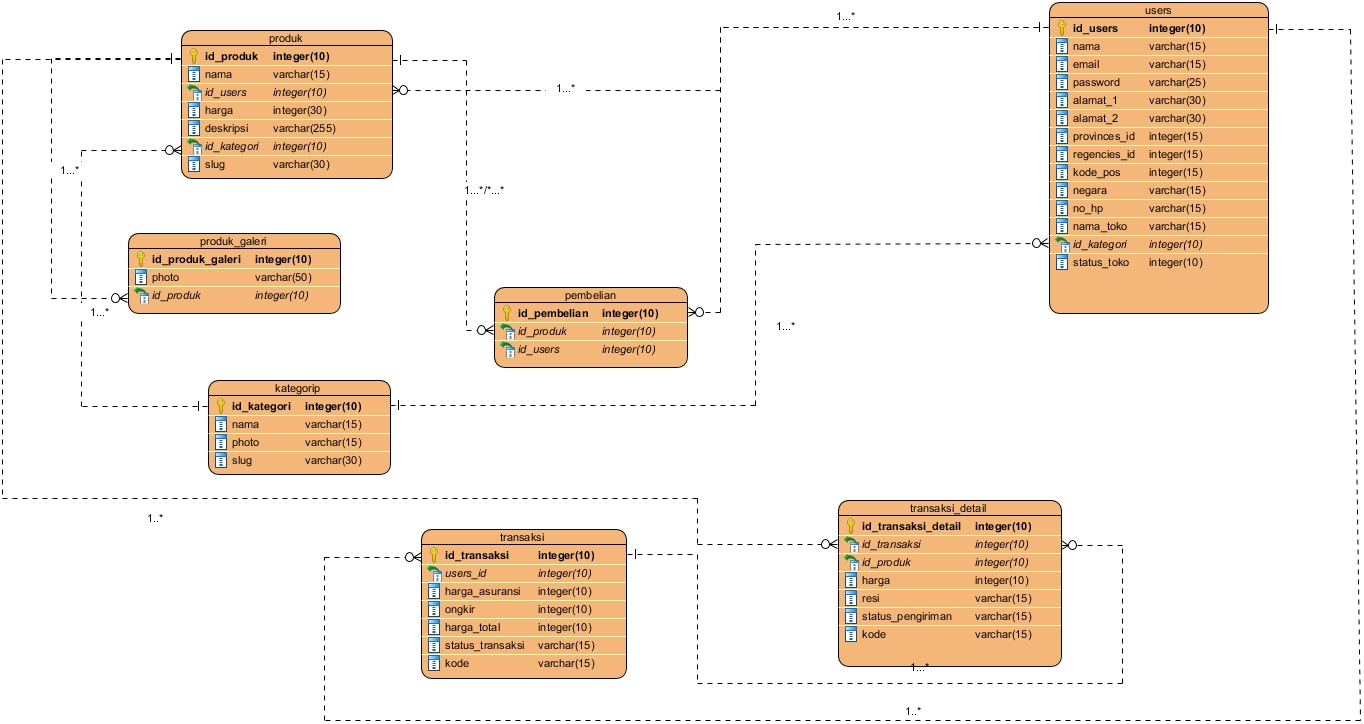 produk
id_produk integer(10)
nama varchar(15)
id_users integer(10)
harga integer(30)
deskripsi varchar(255)
id_kategori integer(10)
slug varchar(30)
1...*
users
id_users integer(10)
nama varchar(15)
email varchar(15)
password varchar(25)
alamat_1 varchar(30)
alamat_2 varchar(30)
provinces_id integer(15)
regencies_id integer(15)
kode_pos integer(15)
negara varchar(15)
no_hp varchar(15)
nama_toko varchar(15)
id_kategori integer(10)
status_toko integer(10)
1...*
1...*
1...*/*...*
produk_galeri
id_produk_galeri integer(10)
photo varchar(50)
id_produk integer(10)
1...*
pembelian
id_pembelian integer(10)
id_produk integer(10)
id_users integer(10)
1...*
kategorip
id_kategori integer(10)
nama varchar(15)
photo varchar(15)
slug varchar(30)
1..*
transaksi
id_transaksi integer(10)
users_id integer(10)
harga_asuransi integer(10)
ongkir integer(10)
harga_total integer(10)
status_transaksi varchar(15)
kode varchar(15)
transaksi_detail
id_transaksi_detail integer(10)
id_transaksi integer(10)
id_produk integer(10)
harga integer(10)
resi varchar(15)
status_pengiriman varchar(15)
kode varchar(15)
1...*
1..*